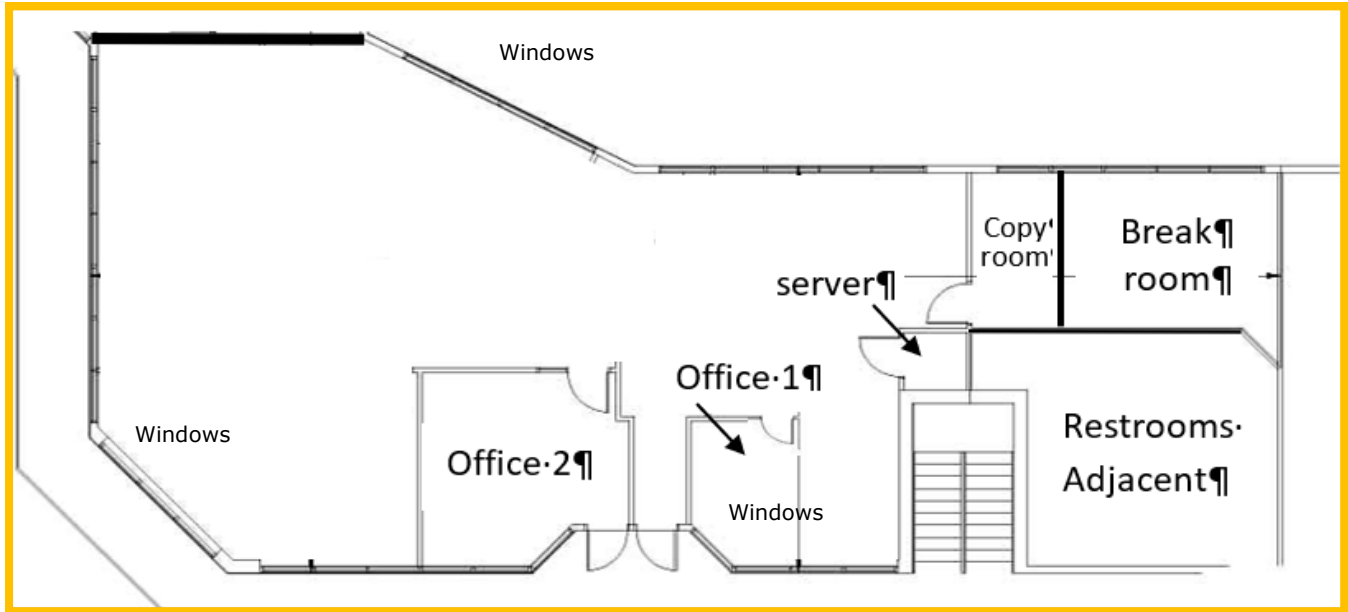 Windows
Copy
room
Break¶
room¶
server¶
Office·1¶
Windows
Office·2¶
Restrooms·
Adjacent¶
Windows